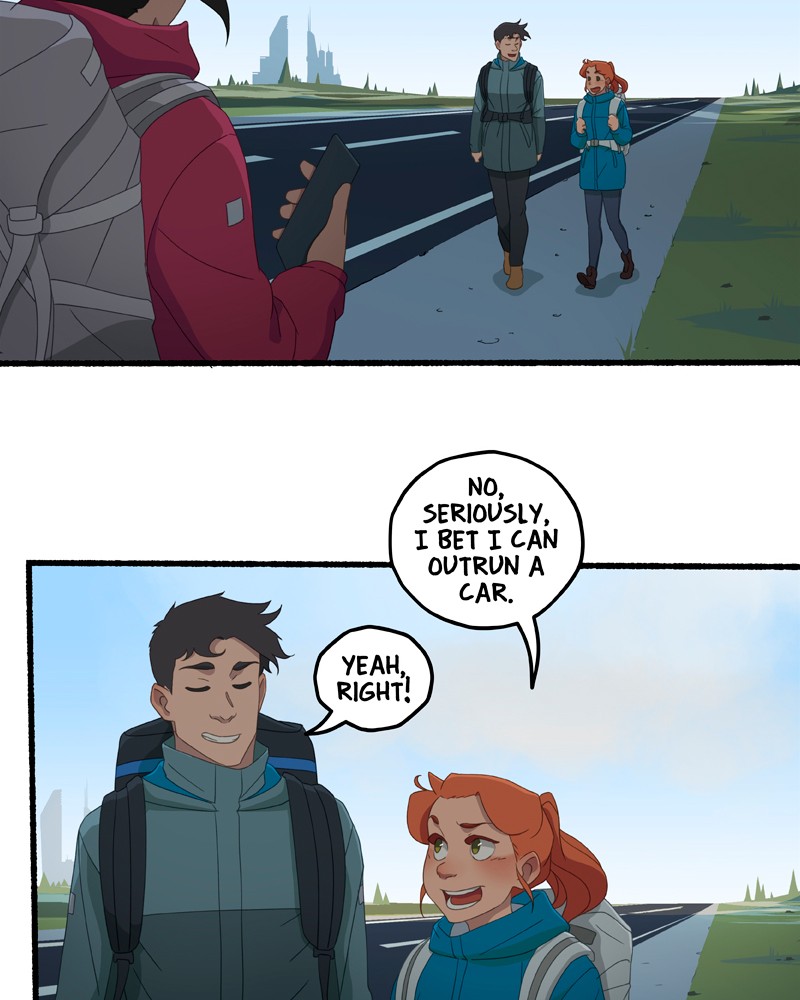 NO,
SERIOUSLY,
I BET I CAN
OUTRUN A
CAR.
YEAH,
RIGHT!